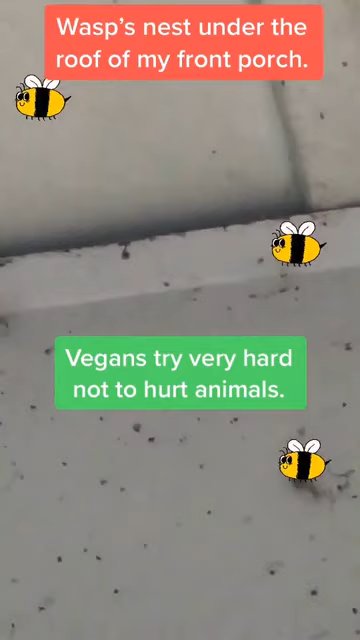 Wasp’s nest under the
roof of my front porch.
Vegans try very hard
not to hurt animals.